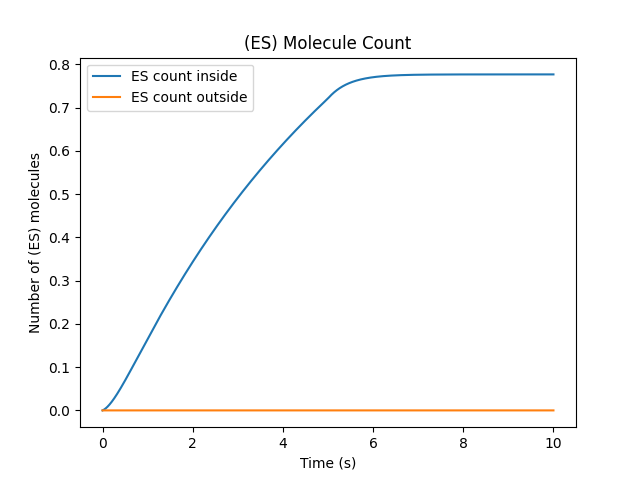 (ES) Molecule Count
ES count inside
ES count outside
Number of (ES) molecules
0.8
0.7
0.6
0.5
0.4
0.3
0.2
0.1
0.0
0 2 4 6 8 10
Time (s)